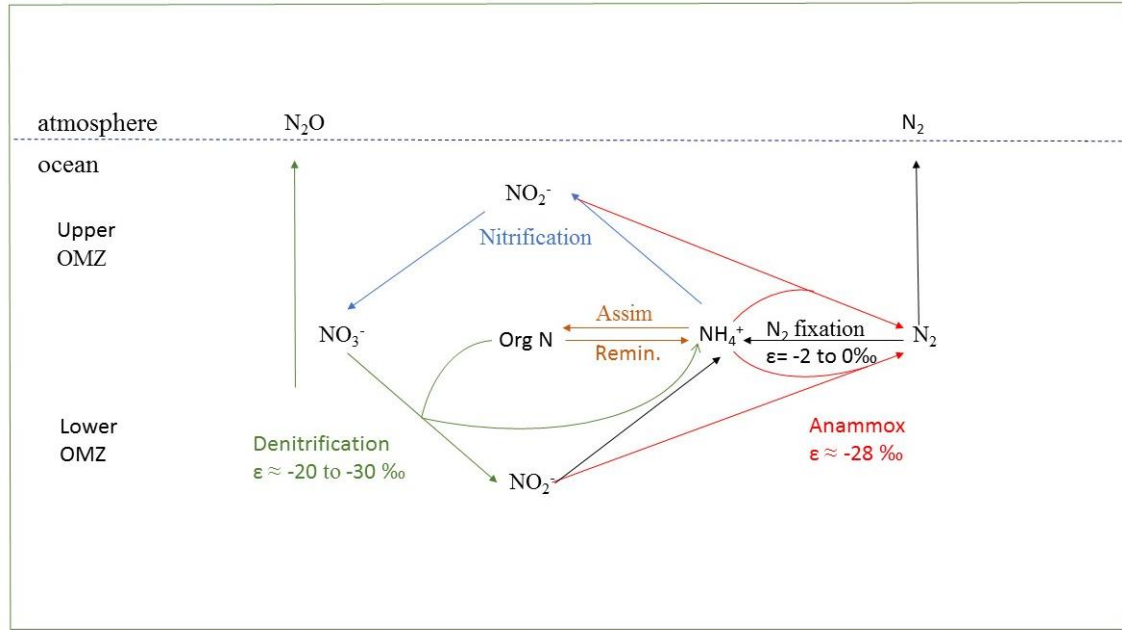 atmosphere
N₂O
N₂
ocean
NO₂⁻
Upper
OMZ
Nitrification
Assim
NO₃⁻
Org N
NH₄⁺
N₂ fixation
N₂
Remin.
ε= -2 to 0‰
Lower
OMZ
Denitrification
ε ≈ -20 to -30 ‰
Anammox
ε ≈ -28 ‰
NO₂⁻